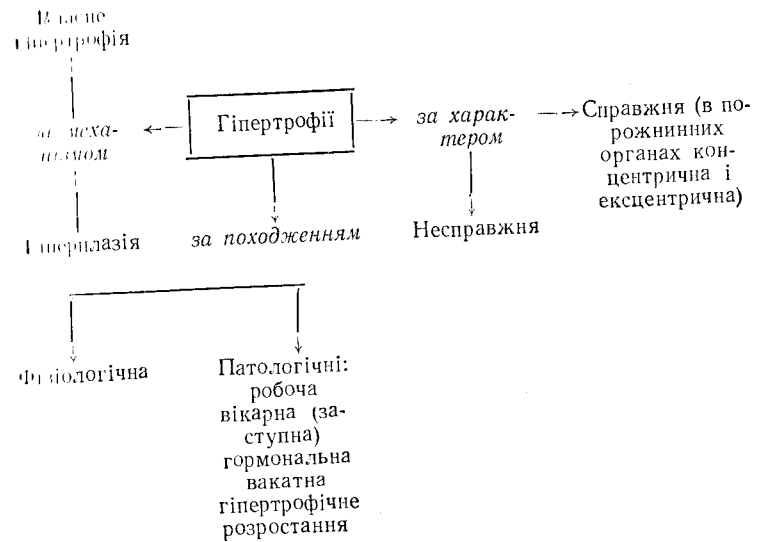 Власне
гіпертрофія
за меха-
нізмом
Гіпертрофії
за харак-
тером
Справжня (в по-
рожнинних
органах кон-
центрична і
ексцентрична)
Гіперплазія
за походженням
Несправжня
Фізіологічна
Патологічні:
робоча
вікарна (за-
ступна)
гормональна
вакатна
гіпертрофічне
розростання